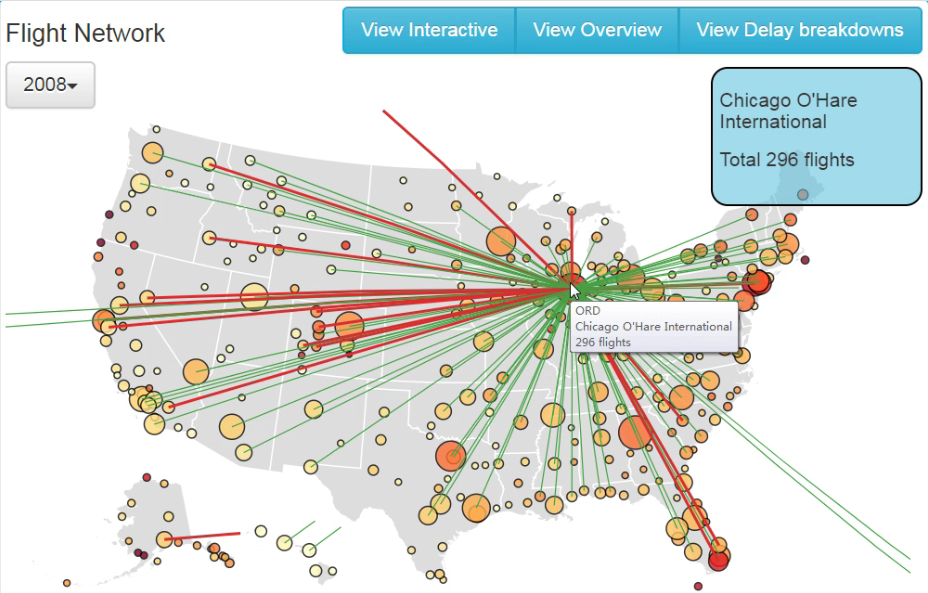 Flight Network
View Interactive
View Overview
View Delay breakdowns
2008
Chicago O'Hare
International
Total 296 flights
ORD
Chicago O'Hare International
296 flights